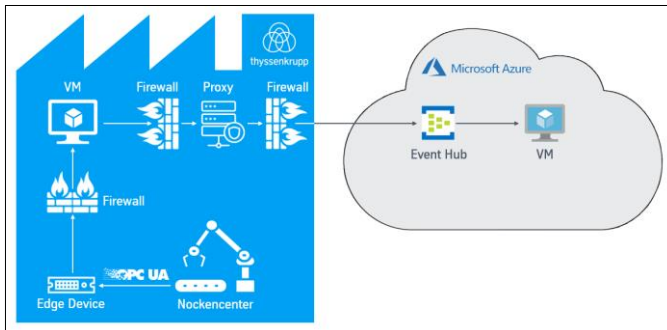 thyssenkrupp
VM
Firewall
Proxy
Firewall
Microsoft Azure
Event Hub
VM
Firewall
OPC UA
Edge Device
Nockencenter